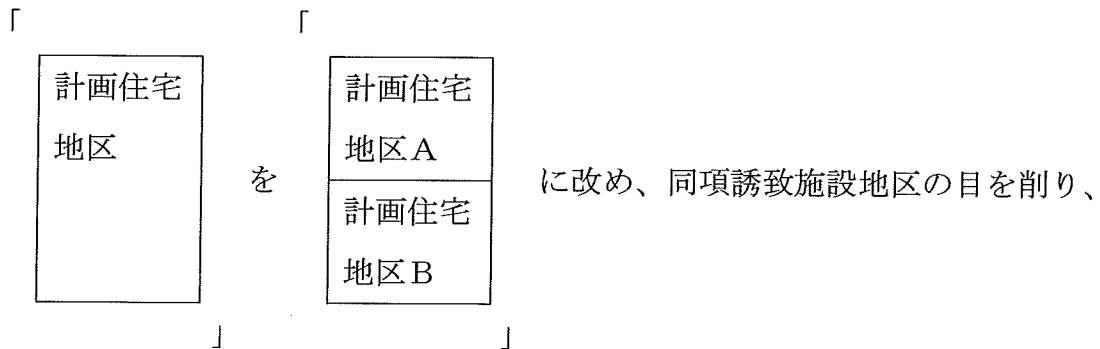 「
計画住宅
地区
」
を
「
計画住宅
地区A
計画住宅
地区B
」
に改め、同項誘致施設地区の目を削り、